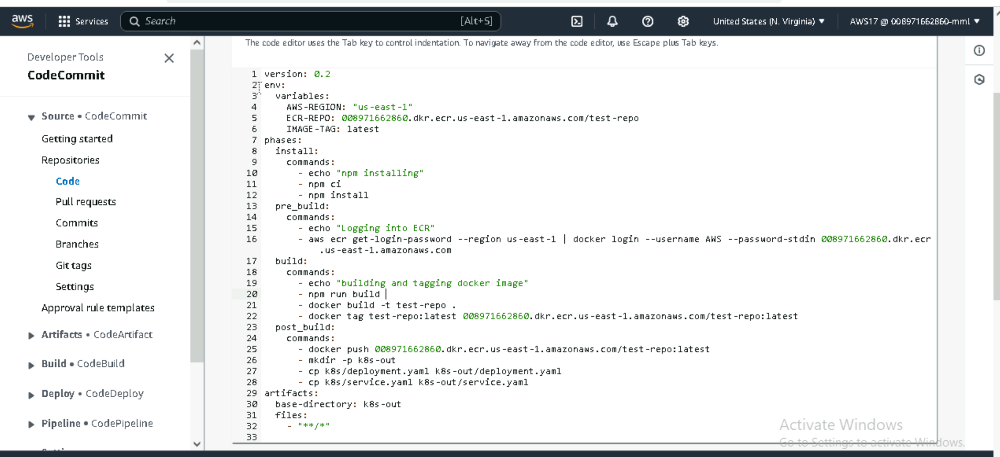 aws
Services
Search
[Alt+S]
United States (N. Virginia)
AWS17 @ 008971662860-mml
Developer Tools
CodeCommit
Source • CodeCommit
Getting started
Repositories
Code
Pull requests
Commits
Branches
Git tags
Settings
Approval rule templates
Artifacts • CodeArtifact
Build • CodeBuild
Deploy • CodeDeploy
Pipeline • CodePipeline
The code editor uses the Tab key to control indentation. To navigate away from the code editor, use Escape plus Tab keys.
1 version: 0.2
2 env:
3   variables:
4     AWS-REGION: "us-east-1"
5     ECR-REPO: 008971662860.dkr.ecr.us-east-1.amazonaws.com/test-repo
6     IMAGE-TAG: latest
7 phases:
8   install:
9     commands:
10       - echo "npm installing"
11       - npm ci
12       - npm install
13   pre_build:
14     commands:
15       - echo "Logging into ECR"
16       - aws ecr get-login-password --region us-east-1 | docker login --username AWS --password-stdin 008971662860.dkr.ecr
.us-east-1.amazonaws.com
17   build:
18     commands:
19       - echo "building and tagging docker image"
20       - npm run build
21       - docker build -t test-repo .
22       - docker tag test-repo:latest 008971662860.dkr.ecr.us-east-1.amazonaws.com/test-repo:latest
23   post_build:
24     commands:
25       - docker push 008971662860.dkr.ecr.us-east-1.amazonaws.com/test-repo:latest
26       - mkdir -p k8s-out
27       - cp k8s/deployment.yaml k8s-out/deployment.yaml
28       - cp k8s/service.yaml k8s-out/service.yaml
29 artifacts:
30   base-directory: k8s-out
31   files:
32     - "**/*"
33
Activate Windows
Go to Settings to activate Windows.